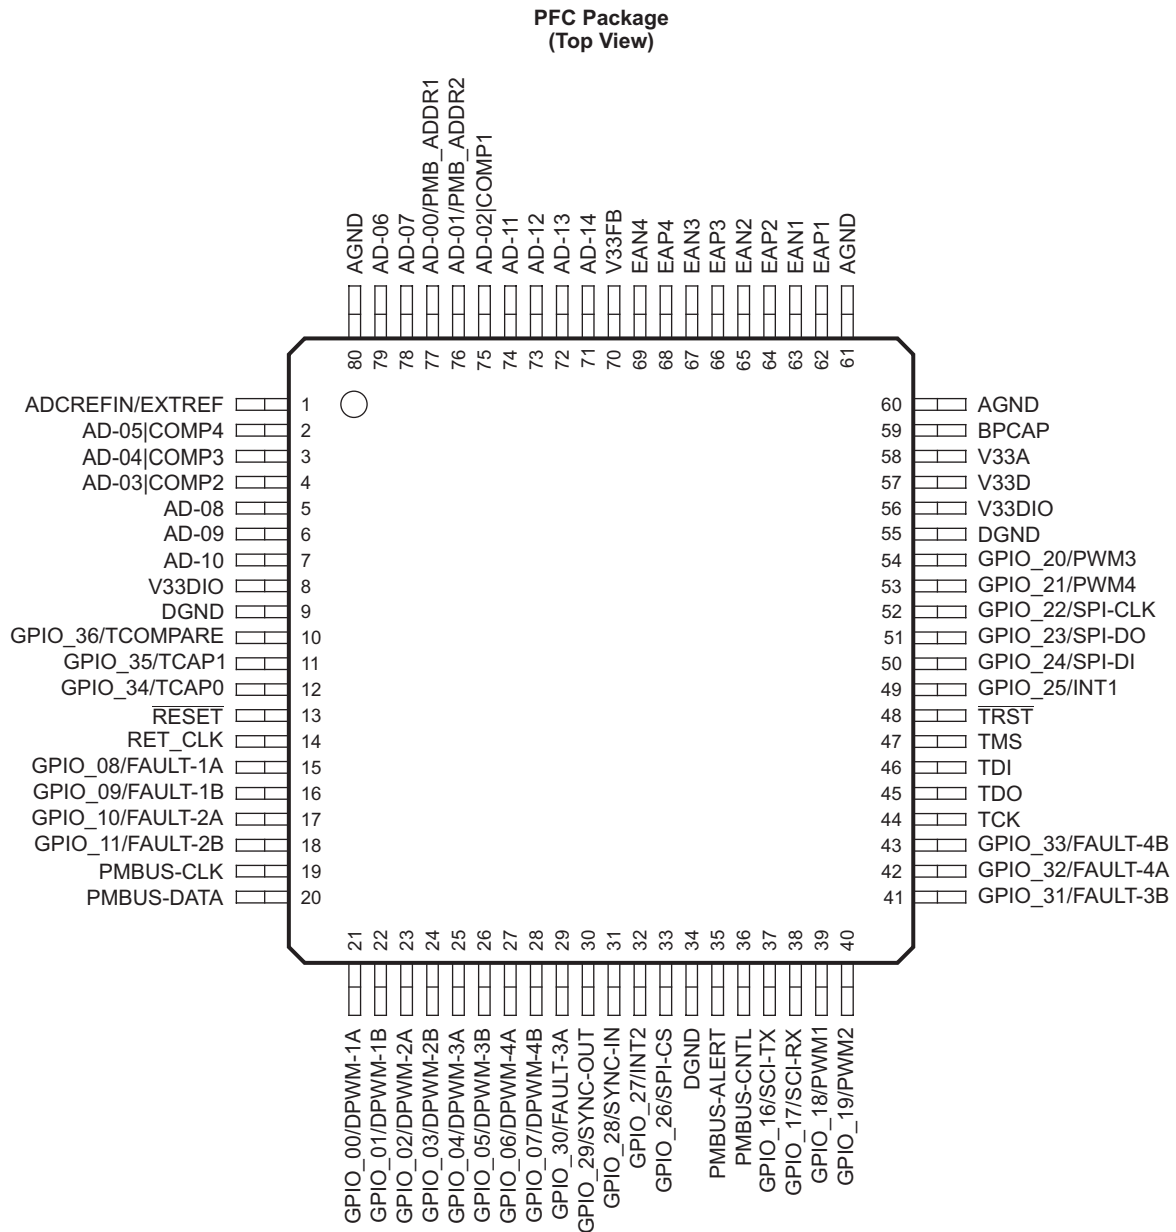 PFC Package
(Top View)
AGND
AD-06
AD-07
AD-00/PMB_ADDR1
AD-01/PMB_ADDR2
AD-02|COMP1
AD-11
AD-12
AD-13
AD-14
V33FB
EAN4
EAP4
EAN3
EAP3
EAN2
EAP2
EAN1
EAP1
AGND
80 79 78 77 76 75 74 73 72 71 70 69 68 67 66 65 64 63 62 61
ADCREFIN/EXTREF 1
AD-05|COMP4 2
AD-04|COMP3 3
AD-03|COMP2 4
AD-08 5
AD-09 6
AD-10 7
V33DIO 8
DGND 9
GPIO_36/TCOMPARE 10
GPIO_35/TCAP1 11
GPIO_34/TCAP0 12
RESET 13
RET_CLK 14
GPIO_08/FAULT-1A 15
GPIO_09/FAULT-1B 16
GPIO_10/FAULT-2A 17
GPIO_11/FAULT-2B 18
PMBUS-CLK 19
PMBUS-DATA 20
60 AGND
59 BPCAP
58 V33A
57 V33D
56 V33DIO
55 DGND
54 GPIO_20/PWM3
53 GPIO_21/PWM4
52 GPIO_22/SPI-CLK
51 GPIO_23/SPI-DO
50 GPIO_24/SPI-DI
49 GPIO_25/INT1
48 TRST
47 TMS
46 TDI
45 TDO
44 TCK
43 GPIO_33/FAULT-4B
42 GPIO_32/FAULT-4A
41 GPIO_31/FAULT-3B
21 22 23 24 25 26 27 28 29 30 31 32 33 34 35 36 37 38 39 40
GPIO_00/DPWM-1A
GPIO_01/DPWM-1B
GPIO_02/DPWM-2A
GPIO_03/DPWM-2B
GPIO_04/DPWM-3A
GPIO_05/DPWM-3B
GPIO_06/DPWM-4A
GPIO_07/DPWM-4B
GPIO_30/FAULT-3A
GPIO_29/SYNC-OUT
GPIO_28/SYNC-IN
GPIO_27/INT2
GPIO_26/SPI-CS
DGND
PMBUS-ALERT
PMBUS-CNTL
GPIO_16/SCI-TX
GPIO_17/SCI-RX
GPIO_18/PWM1
GPIO_19/PWM2